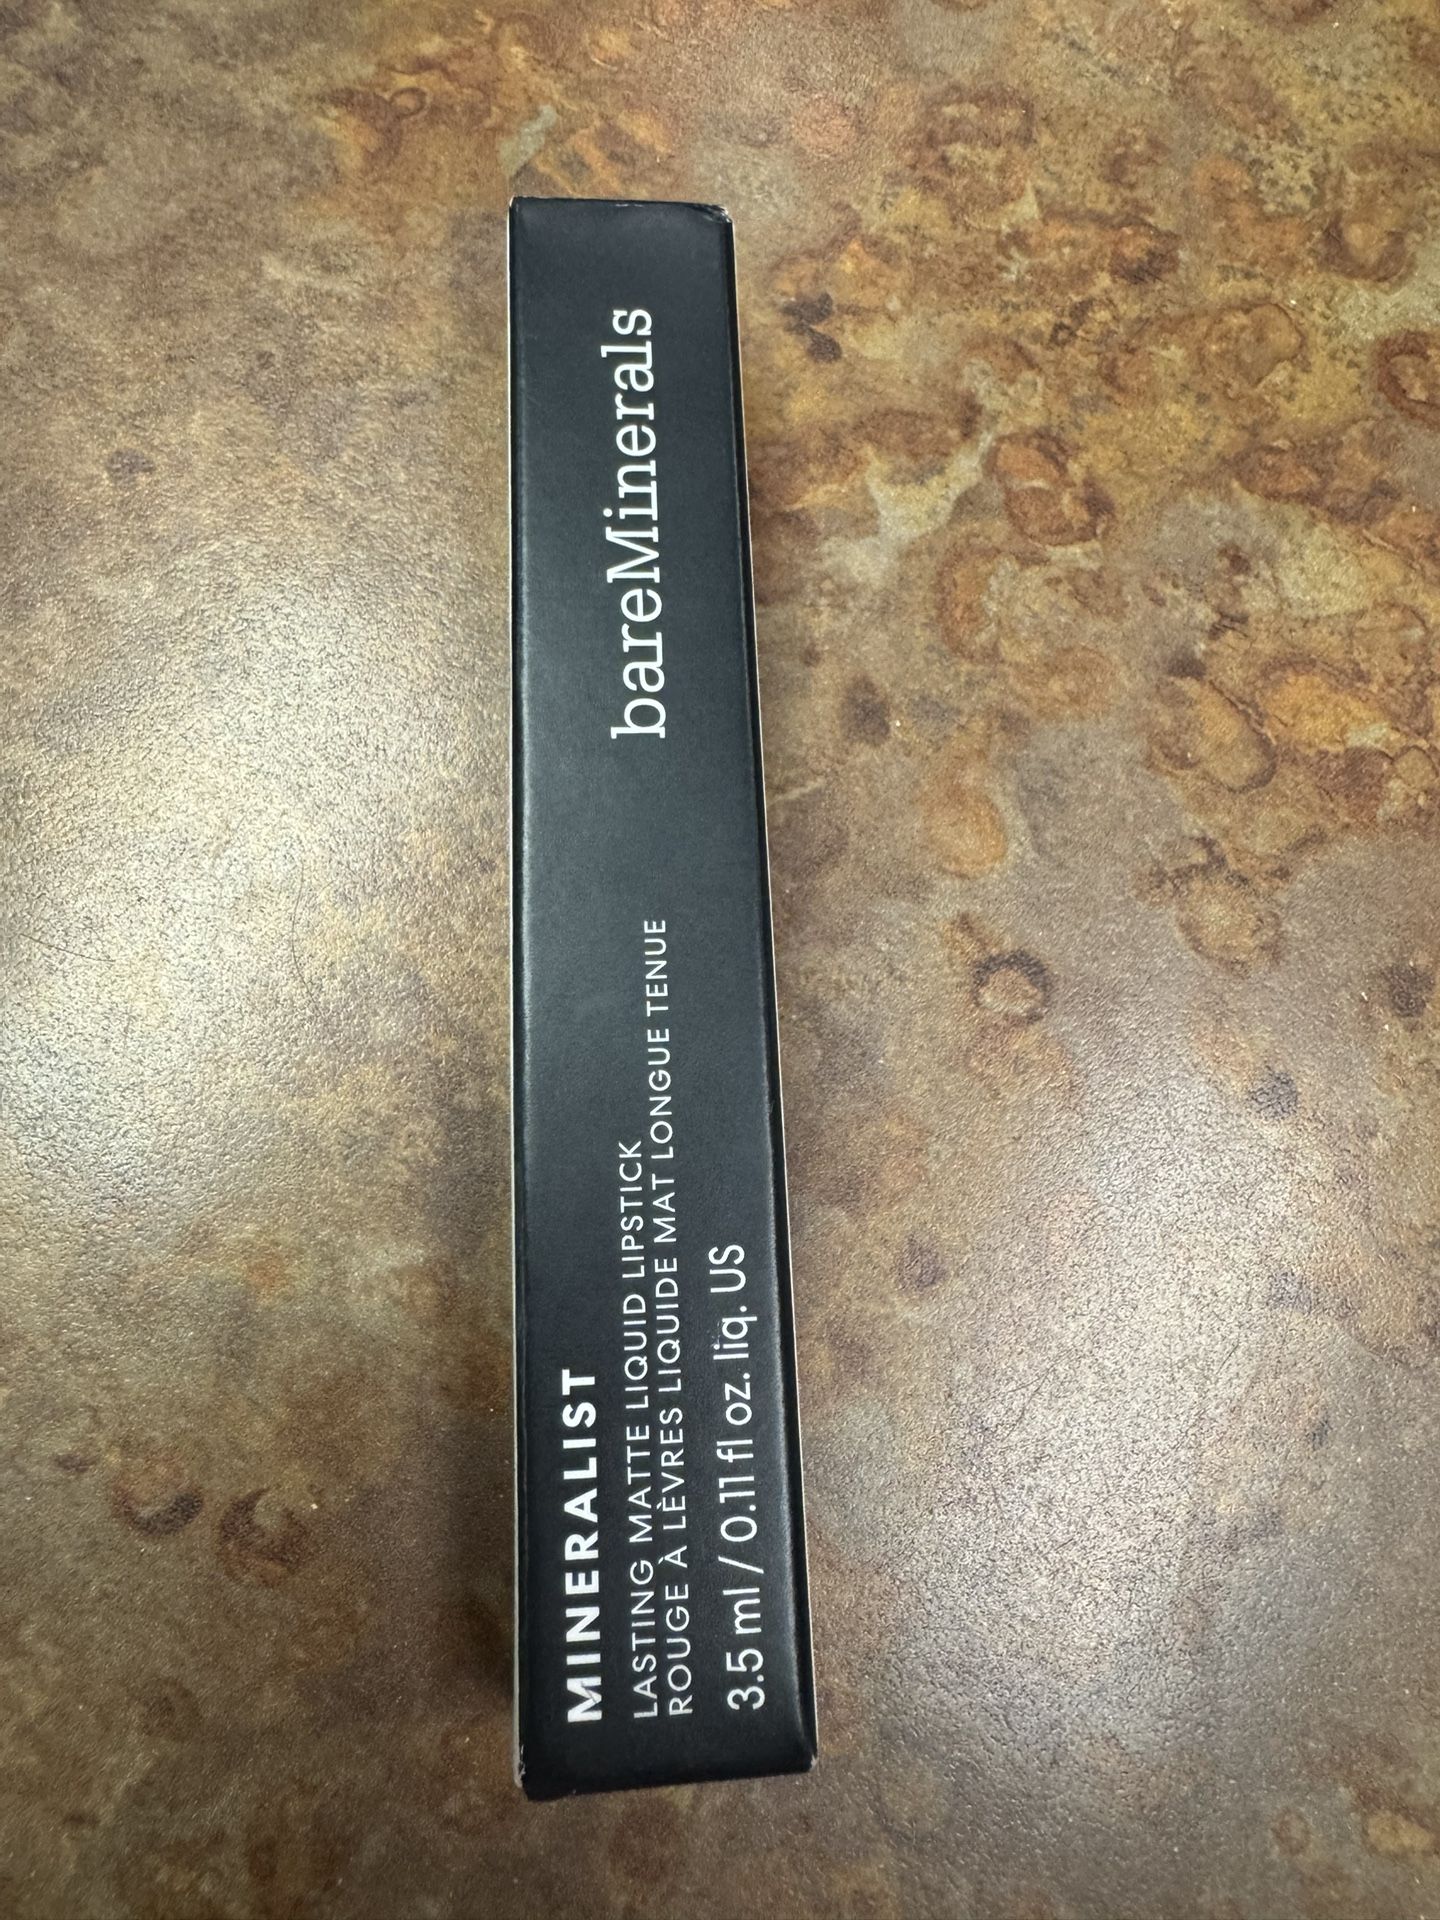 MINERALIST
LASTING MATTE LIQUID LIPSTICK
ROUGE À LÈVRES LIQUIDE MAT LONGUE TENUE
3.5 ml / 0.11 fl oz. liq. US
bareMinerals